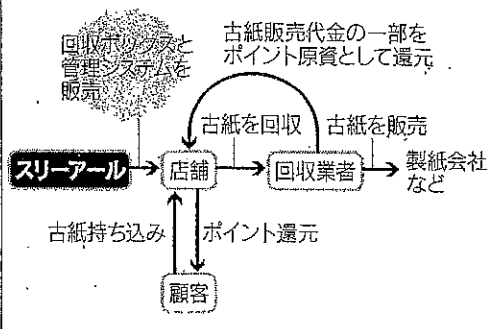 回収ボックスと
管理システムを
販売
古紙販売代金の一部を
ポイント原資として還元
古紙を回収
古紙を販売
スリーアール
店舗
回収業者
製紙会社
など
古紙持ち込み
ポイント還元
顧客